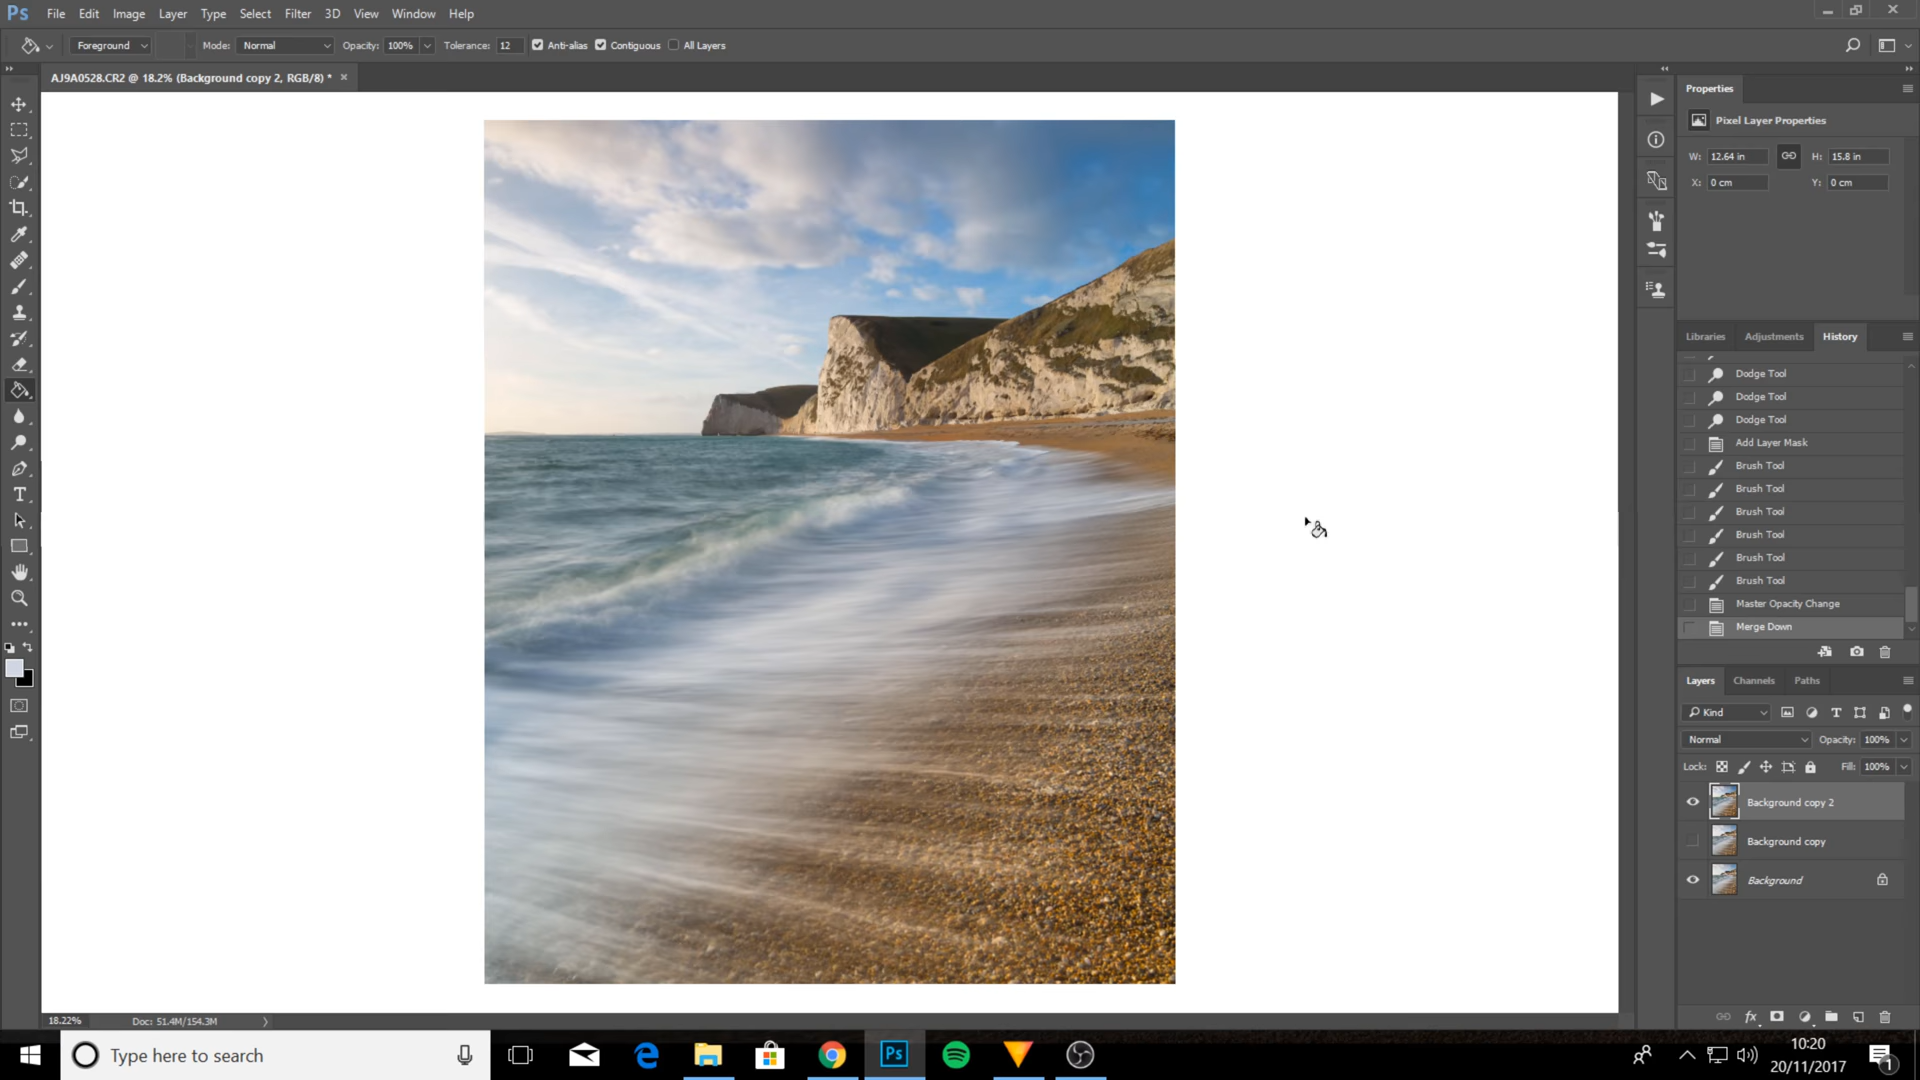 Ps File Edit Image Layer Type Select Filter 3D View Window Help
Foreground Mode: Normal Opacity: 100% Tolerance: 12 Anti-alias Contiguous All Layers
AJ9A0528.CR2 @ 18.2% (Background copy 2, RGB/8) *
Properties
Pixel Layer Properties
W: 12.64 in H: 15.8 in
X: 0 cm Y: 0 cm
Libraries Adjustments History
Dodge Tool
Dodge Tool
Dodge Tool
Add Layer Mask
Brush Tool
Brush Tool
Brush Tool
Brush Tool
Brush Tool
Brush Tool
Master Opacity Change
Merge Down
Layers Channels Paths
Kind
Normal Opacity: 100%
Lock: Fill: 100%
Background copy 2
Background copy
Background
fx
18.22% Doc: 51.4M/154.3M
Type here to search
Ps
10:20
20/11/2017
1